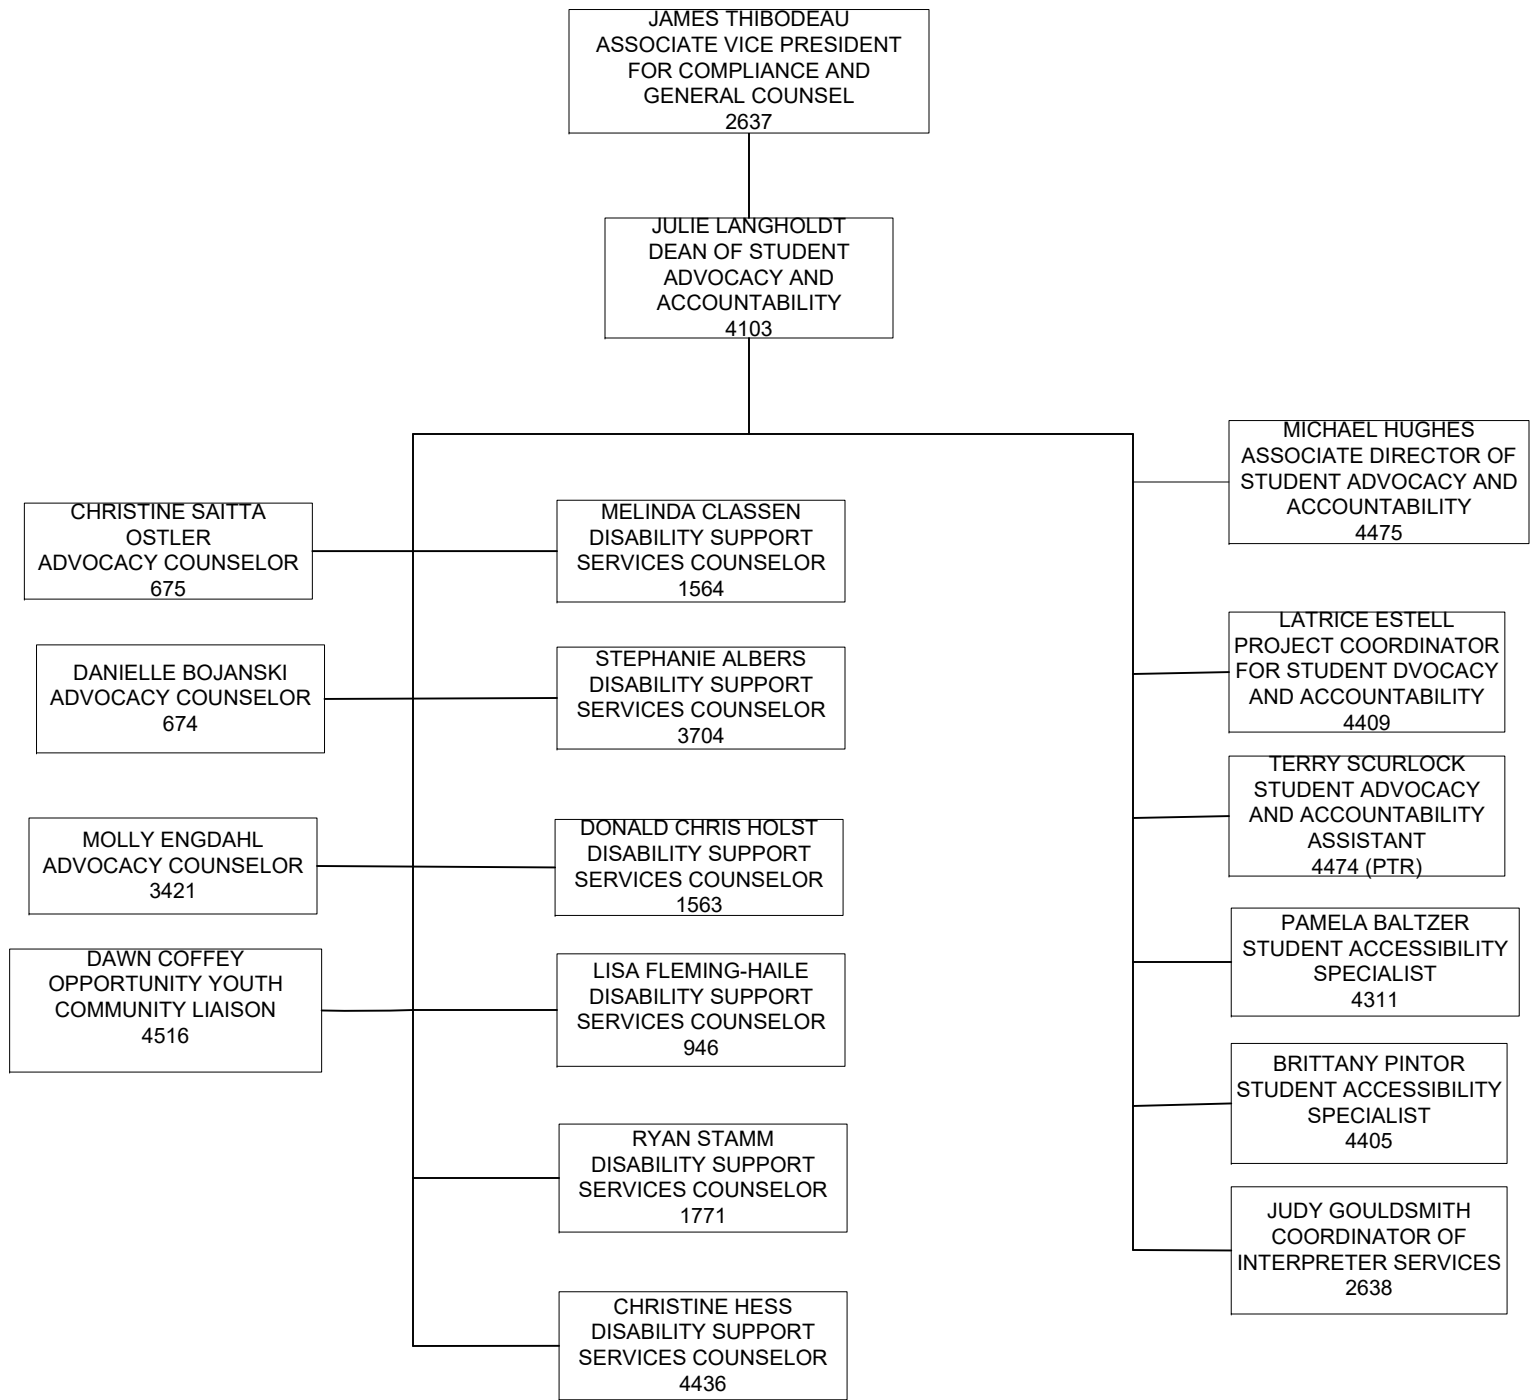 JAMES THIBODEAU
ASSOCIATE VICE PRESIDENT
FOR COMPLIANCE AND
GENERAL COUNSEL
2637
JULIE LANGHOLDT
DEAN OF STUDENT
ADVOCACY AND
ACCOUNTABILITY
4103
CHRISTINE SAITTA
OSTLER
ADVOCACY COUNSELOR
675
DANIELLE BOJANSKI
ADVOCACY COUNSELOR
674
MOLLY ENGDAHL
ADVOCACY COUNSELOR
3421
DAWN COFFEY
OPPORTUNITY YOUTH
COMMUNITY LIAISON
4516
MELINDA CLASSEN
DISABILITY SUPPORT
SERVICES COUNSELOR
1564
STEPHANIE ALBERS
DISABILITY SUPPORT
SERVICES COUNSELOR
3704
DONALD CHRIS HOLST
DISABILITY SUPPORT
SERVICES COUNSELOR
1563
LISA FLEMING-HAILE
DISABILITY SUPPORT
SERVICES COUNSELOR
946
RYAN STAMM
DISABILITY SUPPORT
SERVICES COUNSELOR
1771
CHRISTINE HESS
DISABILITY SUPPORT
SERVICES COUNSELOR
4436
MICHAEL HUGHES
ASSOCIATE DIRECTOR OF
STUDENT ADVOCACY AND
ACCOUNTABILITY
4475
LATRICE ESTELL
PROJECT COORDINATOR
FOR STUDENT DVOCACY
AND ACCOUNTABILITY
4409
TERRY SCURLOCK
STUDENT ADVOCACY
AND ACCOUNTABILITY
ASSISTANT
4474 (PTR)
PAMELA BALTZER
STUDENT ACCESSIBILITY
SPECIALIST
4311
BRITTANY PINTOR
STUDENT ACCESSIBILITY
SPECIALIST
4405
JUDY GOULDSMITH
COORDINATOR OF
INTERPRETER SERVICES
2638